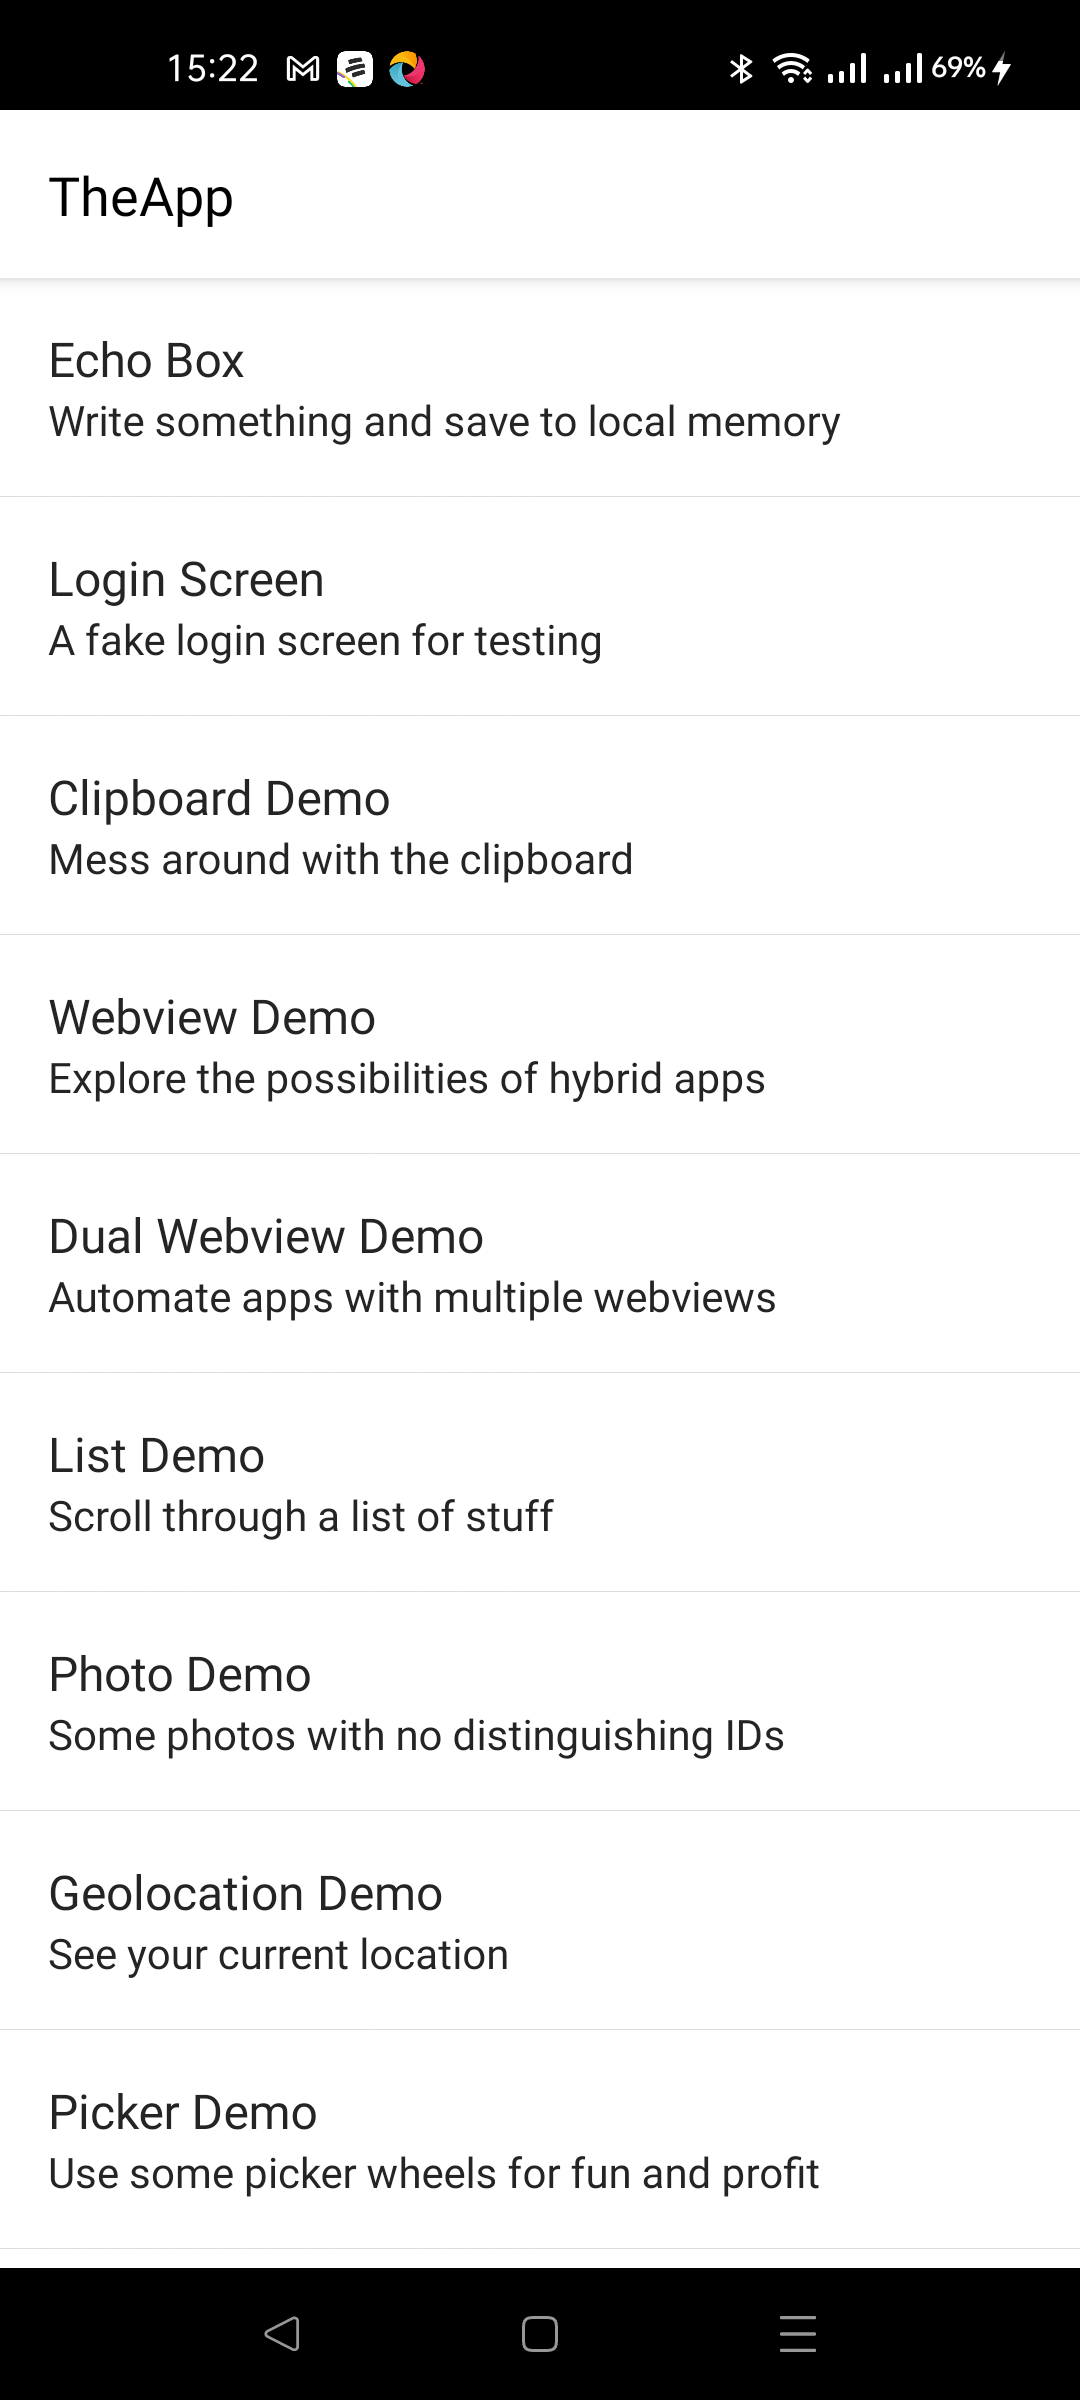 15:22
69%
TheApp
Echo Box
Write something and save to local memory
Login Screen
A fake login screen for testing
Clipboard Demo
Mess around with the clipboard
Webview Demo
Explore the possibilities of hybrid apps
Dual Webview Demo
Automate apps with multiple webviews
List Demo
Scroll through a list of stuff
Photo Demo
Some photos with no distinguishing IDs
Geolocation Demo
See your current location
Picker Demo
Use some picker wheels for fun and profit